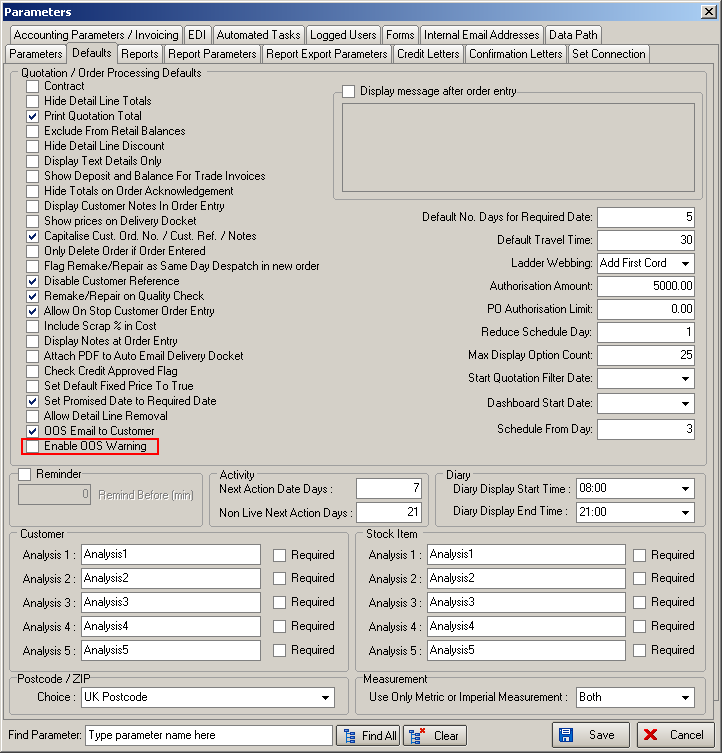 Parameters
Accounting Parameters / Invoicing EDI Automated Tasks Logged Users Forms Internal Email Addresses Data Path
Parameters Defaults Reports Report Parameters Report Export Parameters Credit Letters Confirmation Letters Set Connection
Quotation / Order Processing Defaults
Contract
Hide Detail Line Totals
Print Quotation Total
Exclude From Retail Balances
Hide Detail Line Discount
Display Text Details Only
Show Deposit and Balance For Trade Invoices
Hide Totals on Order Acknowledgement
Display Customer Notes In Order Entry
Show prices on Delivery Docket
Capitalise Cust. Ord. No. / Cust. Ref. / Notes
Only Delete Order if Order Entered
Flag Remake/Repair as Same Day Despatch in new order
Disable Customer Reference
Remake/Repair on Quality Check
Allow On Stop Customer Order Entry
Include Scrap % in Cost
Display Notes at Order Entry
Attach PDF to Auto Email Delivery Docket
Check Credit Approved Flag
Set Default Fixed Price To True
Set Promised Date to Required Date
Allow Detail Line Removal
OOS Email to Customer
Enable OOS Warning
Display message after order entry
Default No. Days for Required Date: 5
Default Travel Time: 30
Ladder Webbing: Add First Cord
Authorisation Amount: 5000.00
PO Authorisation Limit: 0.00
Reduce Schedule Day: 1
Max Display Option Count: 25
Start Quotation Filter Date:
Dashboard Start Date:
Schedule From Day: 3
Reminder
0 Remind Before (min)
Activity
Next Action Date Days : 7
Non Live Next Action Days : 21
Diary
Diary Display Start Time : 08:00
Diary Display End Time : 21:00
Customer
Analysis 1 : Analysis1 Required
Analysis 2 : Analysis2 Required
Analysis 3 : Analysis3 Required
Analysis 4 : Analysis4 Required
Analysis 5 : Analysis5 Required
Stock Item
Analysis 1 : Analysis1 Required
Analysis 2 : Analysis2 Required
Analysis 3 : Analysis3 Required
Analysis 4 : Analysis4 Required
Analysis 5 : Analysis5 Required
Postcode / ZIP
Choice : UK Postcode
Measurement
Use Only Metric or Imperial Measurement : Both
Find Parameter: Type parameter name here Find All Clear Save Cancel